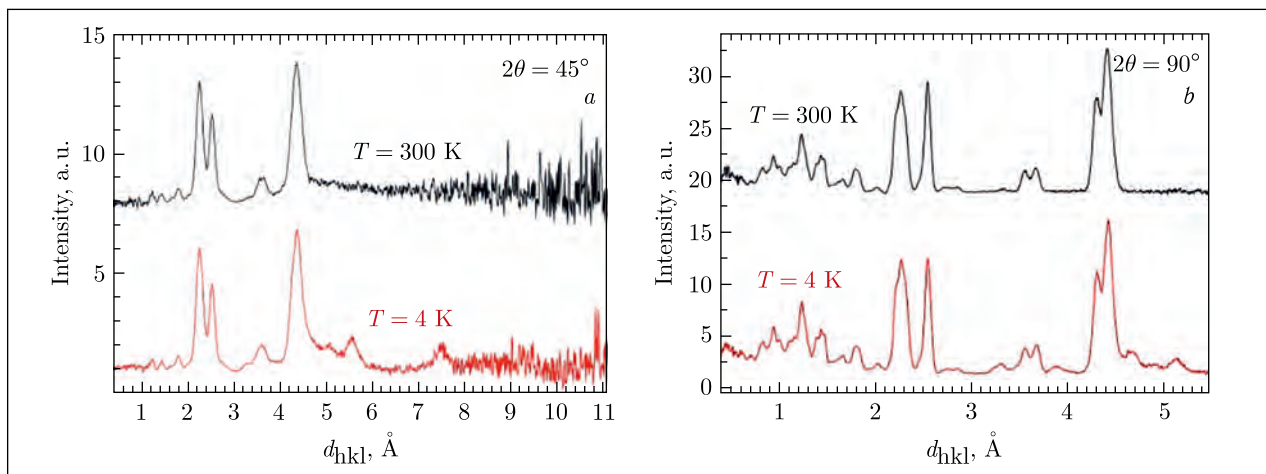 15
10
5
Intensity, a. u.
2θ = 45°
a
T = 300 K
T = 4 K
1 2 3 4 5 6 7 8 9 10 11
d_hkl, Å
30
25
20
15
10
5
0
Intensity, a. u.
2θ = 90°
b
T = 300 K
T = 4 K
1 2 3 4 5
d_hkl, Å